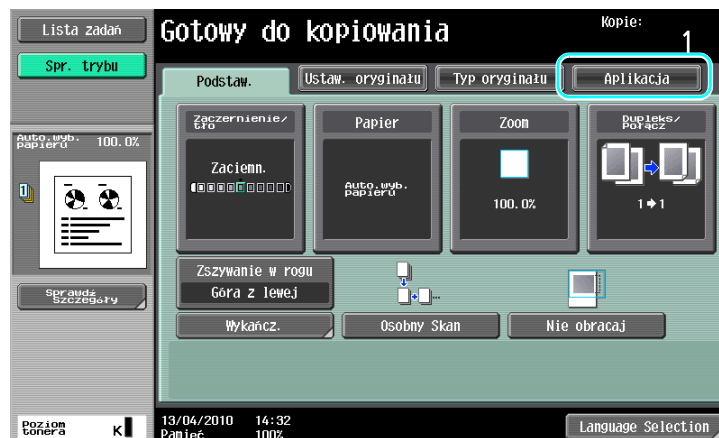 Lista zadań
Gotowy do kopiowania
Kopie:
1
Spr. trybu
Podstaw.
Ustaw. oryginału
Typ oryginału
Aplikacja
Auto.wyb.
papieru
100.0%
Zaczernienie/
tło
Zaciemn.
Papier
Auto.wyb.
papieru
Zoom
100.0%
Dupleks/
Połącz
1→1
Sprawdź
Szczegóły
Zszywanie w rogu
Góra z lewej
Wykańcz.
Osobny Skan
Nie obracaj
Poziom
tonera
K
13/04/2010 14:32
Pamięć 100%
Language Selection